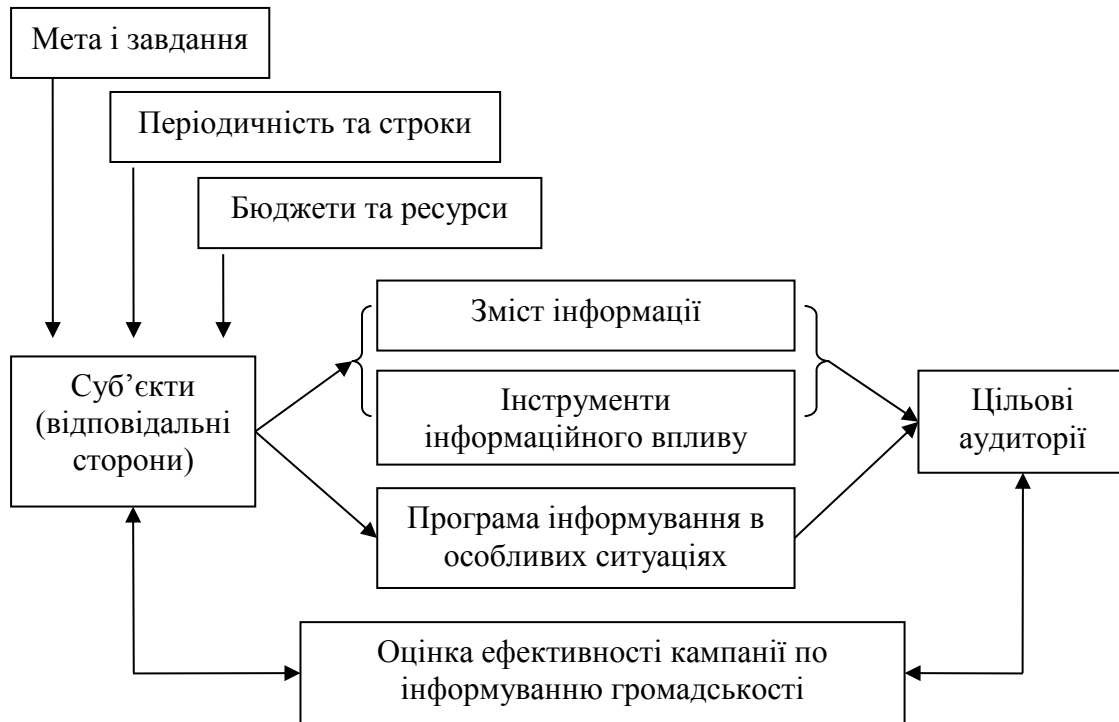 Мета і завдання
Періодичність та строки
Бюджети та ресурси
Зміст інформації
Суб’єкти
(відповідальні
сторони)
Інструменти
інформаційного впливу
Цільові
аудиторії
Програма інформування в
особливих ситуаціях
Оцінка ефективності кампанії по
інформуванню громадськості